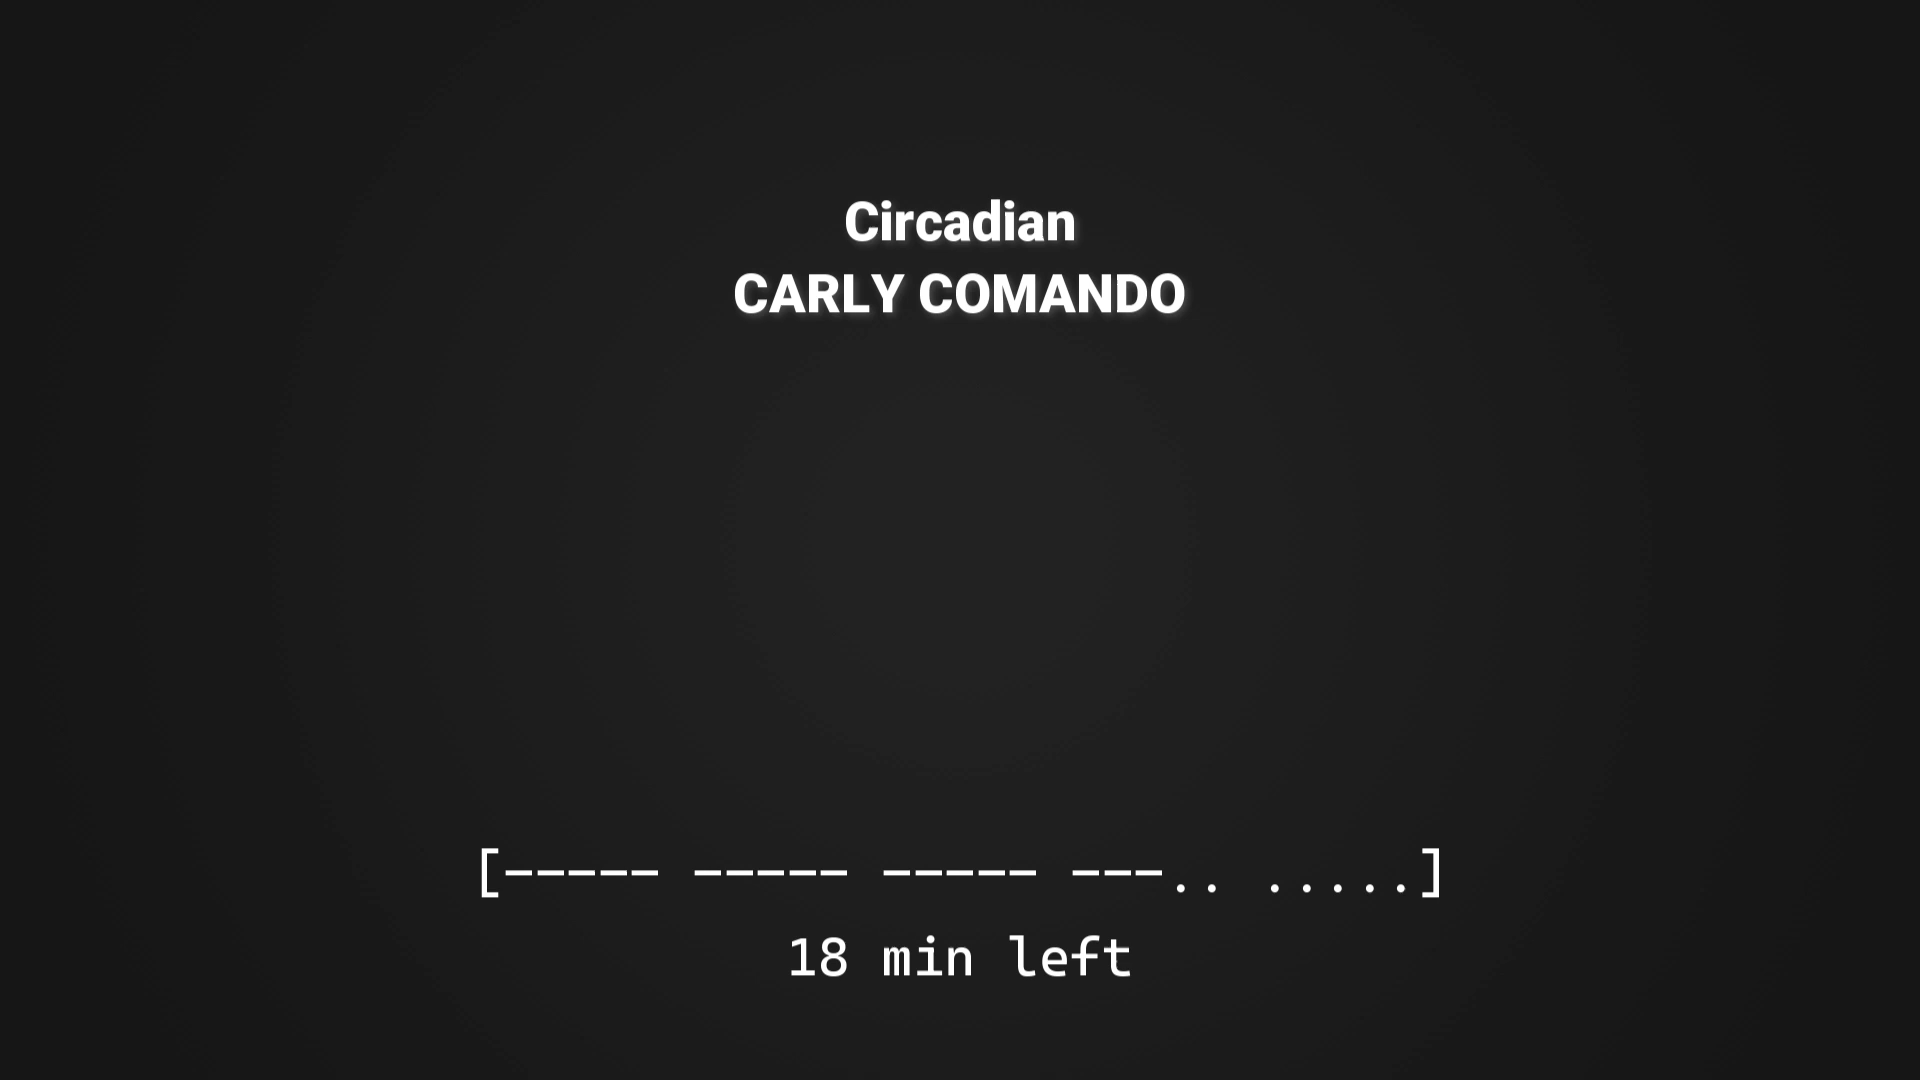 Circadian
CARLY COMANDO
[----- ----- ----- ---.. .....]
18 min left